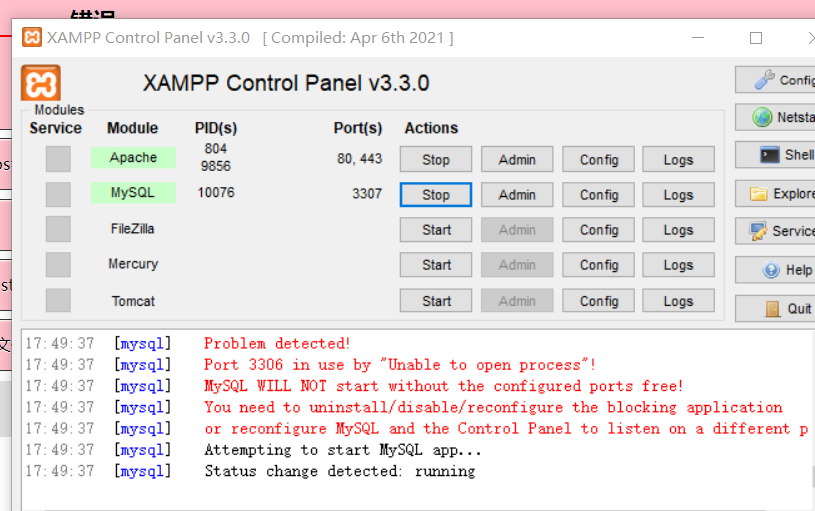 错误
XAMPP Control Panel v3.3.0 [ Compiled: Apr 6th 2021 ]
XAMPP Control Panel v3.3.0
Config
Modules
Service Module PID(s) Port(s) Actions
Netsta
Apache 804 9856 80, 443 Stop Admin Config Logs
Shell
MySQL 10076 3307 Stop Admin Config Logs
Explore
FileZilla Start Admin Config Logs
Service
Mercury Start Admin Config Logs
Help
Tomcat Start Admin Config Logs
Quit
17:49:37 [mysql] Problem detected!
17:49:37 [mysql] Port 3306 in use by "Unable to open process"!
17:49:37 [mysql] MySQL WILL NOT start without the configured ports free!
17:49:37 [mysql] You need to uninstall/disable/reconfigure the blocking application
17:49:37 [mysql] or reconfigure MySQL and the Control Panel to listen on a different p
17:49:37 [mysql] Attempting to start MySQL app...
17:49:37 [mysql] Status change detected: running